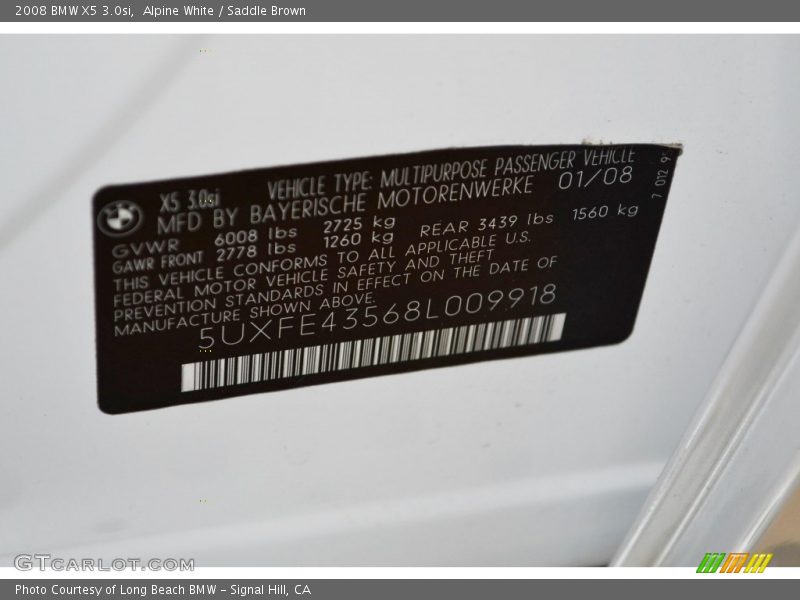 2008 BMW X5 3.0si, Alpine White / Saddle Brown
X5 3.0si VEHICLE TYPE: MULTIPURPOSE PASSENGER VEHICLE
MFD BY BAYERISCHE MOTORENWERKE 01/08
GVWR 6008 lbs 2725 kg
GAWR FRONT 2778 lbs 1260 kg REAR 3439 lbs 1560 kg
THIS VEHICLE CONFORMS TO ALL APPLICABLE U.S.
FEDERAL MOTOR VEHICLE SAFETY AND THEFT
PREVENTION STANDARDS IN EFFECT ON THE DATE OF
MANUFACTURE SHOWN ABOVE.
5UXFE43568L009918
7 012
GTCARLOT.COM
Photo Courtesy of Long Beach BMW - Signal Hill, CA